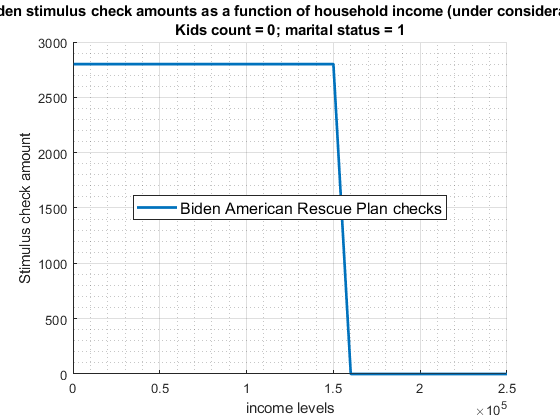 den stimulus check amounts as a function of household income (under considera
Kids count = 0; marital status = 1
3000
2500
2000
1500
1000
500
0
Stimulus check amount
Biden American Rescue Plan checks
0 0.5 1 1.5 2 2.5
income levels
×10⁵